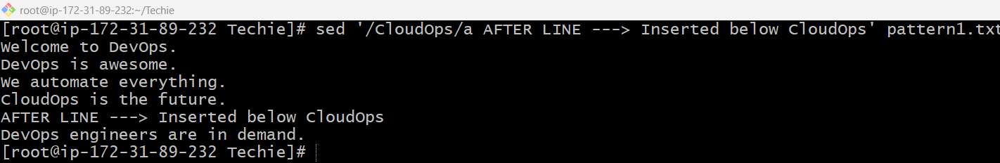 root@ip-172-31-89-232:~/Techie
[root@ip-172-31-89-232 Techie]# sed '/CloudOps/a AFTER LINE ---> Inserted below CloudOps' pattern1.txt
Welcome to DevOps.
DevOps is awesome.
We automate everything.
CloudOps is the future.
AFTER LINE ---> Inserted below CloudOps
DevOps engineers are in demand.
[root@ip-172-31-89-232 Techie]#